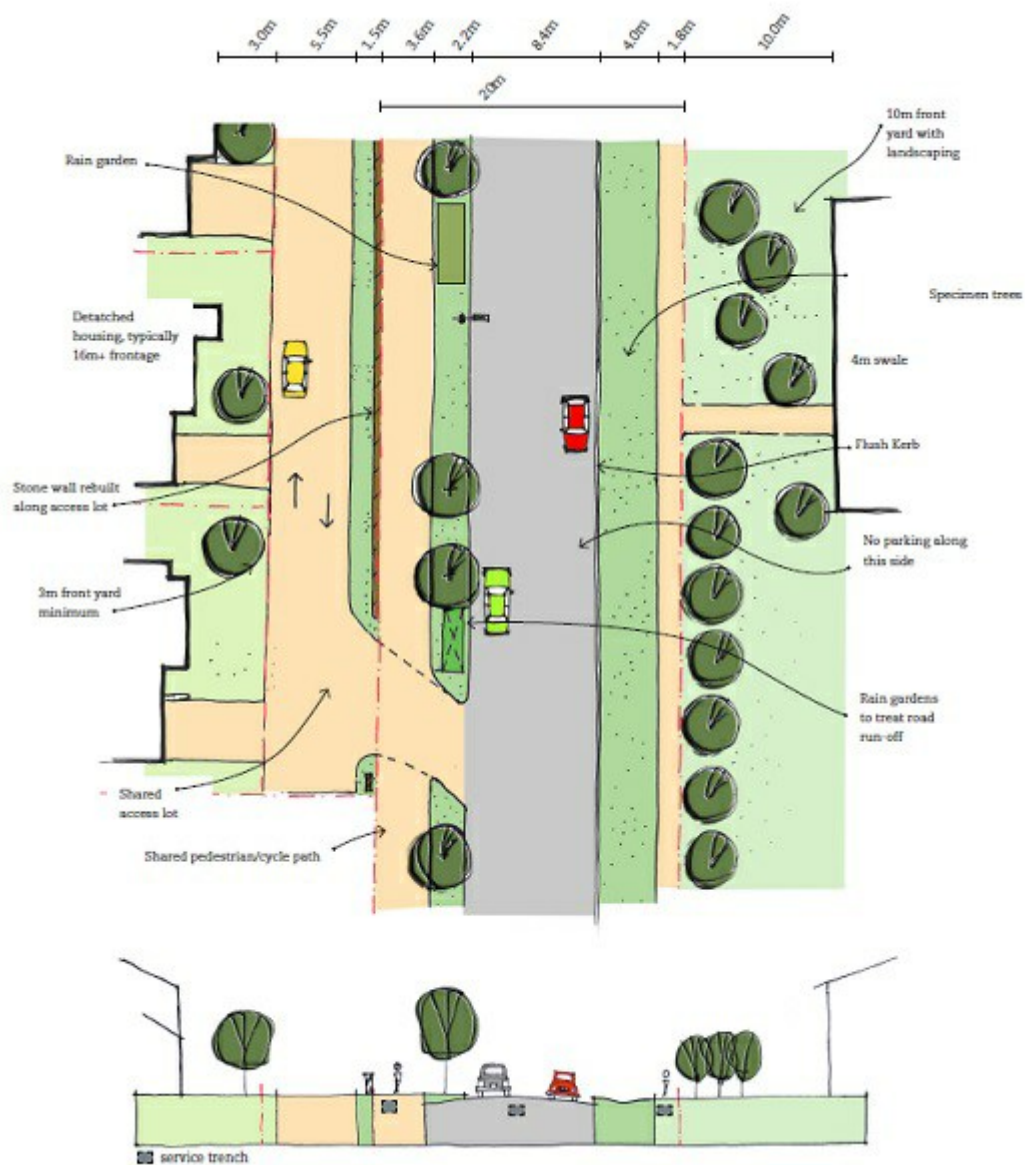 3.0m
5.5m
1.5m
3.6m
2.2m
8.4m
4.0m
1.8m
10.0m
20m
10m front
yard with
landscaping
Rain garden
Specimen trees
Detatched
housing, typically
16m+ frontage
4m swale
Flush Kerb
Stone wall rebuilt
along access lot
No parking along
this side
3m front yard
minimum
Rain gardens
to treat road
run-off
Shared
access lot
Shared pedestrian/cycle path
service trench